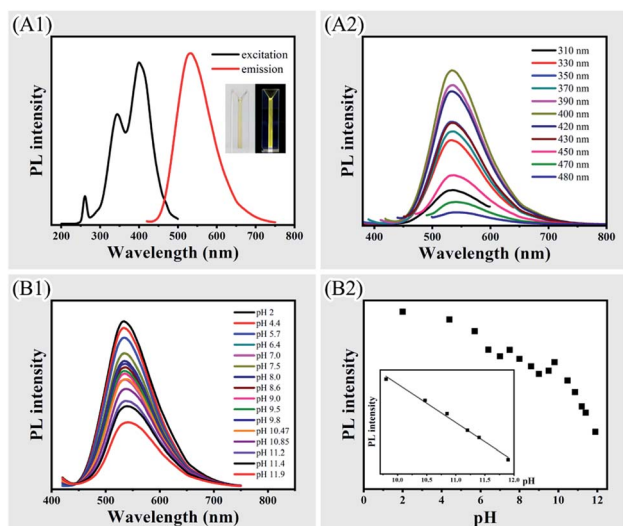 (A1)
PL intensity
excitation
emission
200 300 400 500 600 700 800
Wavelength (nm)
(A2)
PL intensity
310 nm
330 nm
350 nm
370 nm
390 nm
400 nm
420 nm
430 nm
450 nm
470 nm
480 nm
400 500 600 700 800
Wavelength (nm)
(B1)
PL intensity
pH 2
pH 4.4
pH 5.7
pH 6.4
pH 7.0
pH 7.5
pH 8.0
pH 8.6
pH 9.0
pH 9.5
pH 9.8
pH 10.47
pH 10.85
pH 11.2
pH 11.4
pH 11.9
400 500 600 700 800
Wavelength (nm)
(B2)
PL intensity
PL intensity
10.0 10.5 11.0 11.5 12.0
pH
0 2 4 6 8 10 12
pH